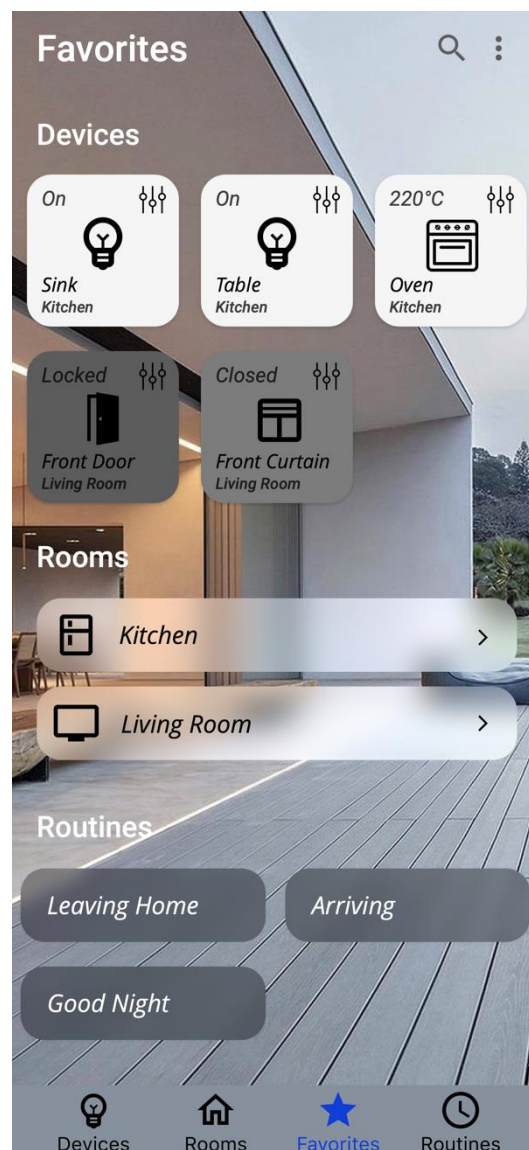 Favorites
Devices
On
Sink
Kitchen
On
Table
Kitchen
220°C
Oven
Kitchen
Locked
Front Door
Living Room
Closed
Front Curtain
Living Room
Rooms
Kitchen
Living Room
Routines
Leaving Home
Arriving
Good Night
Devices
Rooms
Favorites
Routines